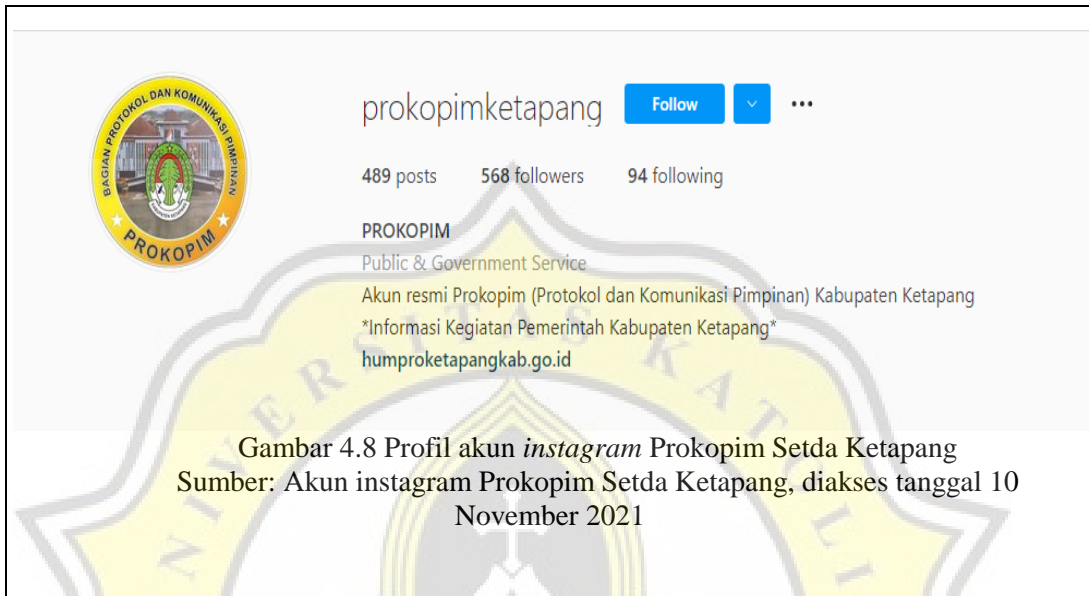 BAGIAN PROTOKOL DAN KOMUNIKASI PIMPINAN
PROKOPIM
prokopimketapang Follow
489 posts 568 followers 94 following
PROKOPIM
Public & Government Service
Akun resmi Prokopim (Protokol dan Komunikasi Pimpinan) Kabupaten Ketapang
*Informasi Kegiatan Pemerintah Kabupaten Ketapang*
humproketapangkab.go.id
UNIVERSITAS KATOLI
Gambar 4.8 Profil akun instagram Prokopim Setda Ketapang
Sumber: Akun instagram Prokopim Setda Ketapang, diakses tanggal 10
November 2021